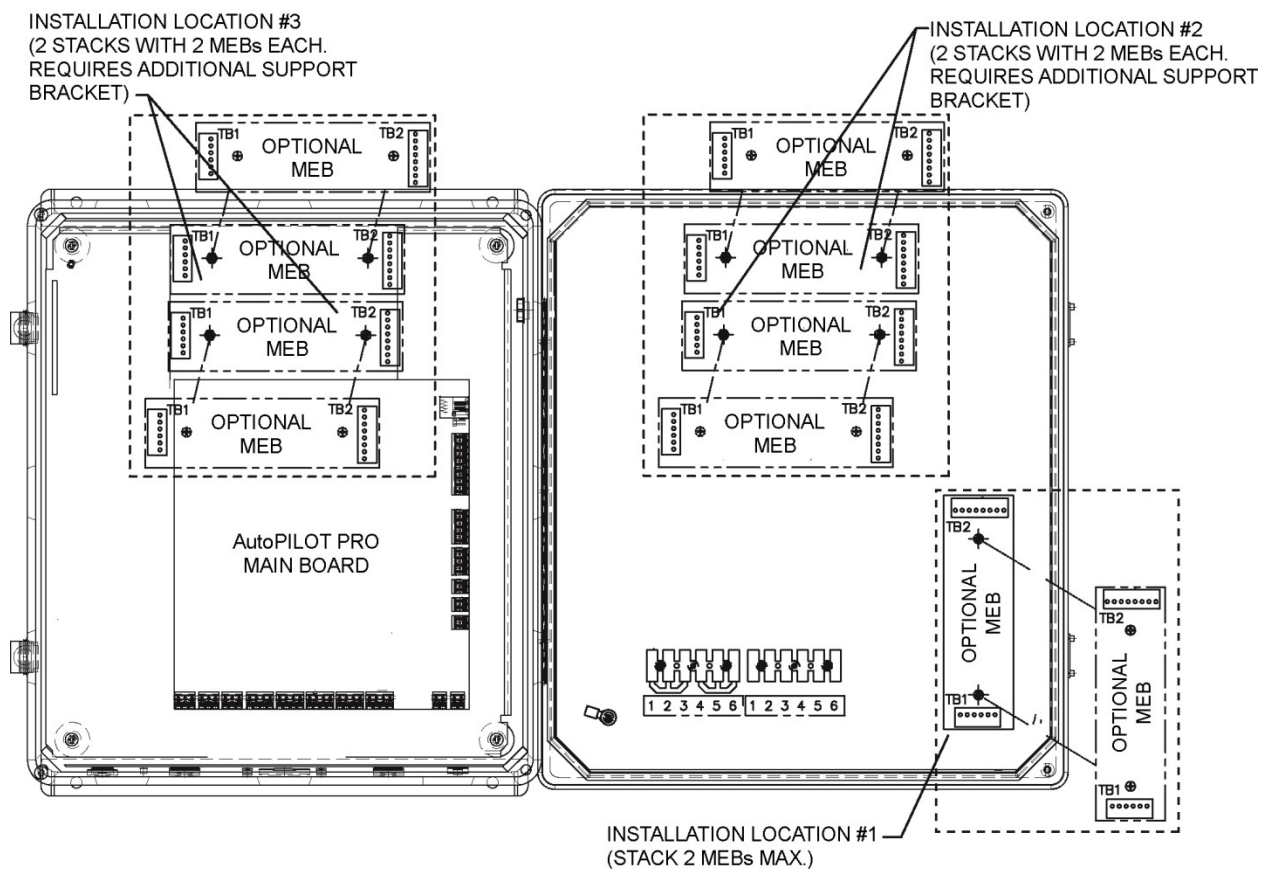 INSTALLATION LOCATION #3
(2 STACKS WITH 2 MEBs EACH.
REQUIRES ADDITIONAL SUPPORT
BRACKET)
INSTALLATION LOCATION #2
(2 STACKS WITH 2 MEBs EACH.
REQUIRES ADDITIONAL SUPPORT
BRACKET)
TB1 OPTIONAL TB2
MEB
TB1 OPTIONAL TB2
MEB
TB1 OPTIONAL TB2
MEB
TB1 OPTIONAL TB2
MEB
AutoPILOT PRO
MAIN BOARD
TB1 OPTIONAL TB2
MEB
TB1 OPTIONAL TB2
MEB
TB1 OPTIONAL TB2
MEB
TB1 OPTIONAL TB2
MEB
TB2
OPTIONAL
MEB
TB1
TB2
OPTIONAL
MEB
TB1
1 2 3 4 5 6 1 2 3 4 5 6
INSTALLATION LOCATION #1
(STACK 2 MEBs MAX.)